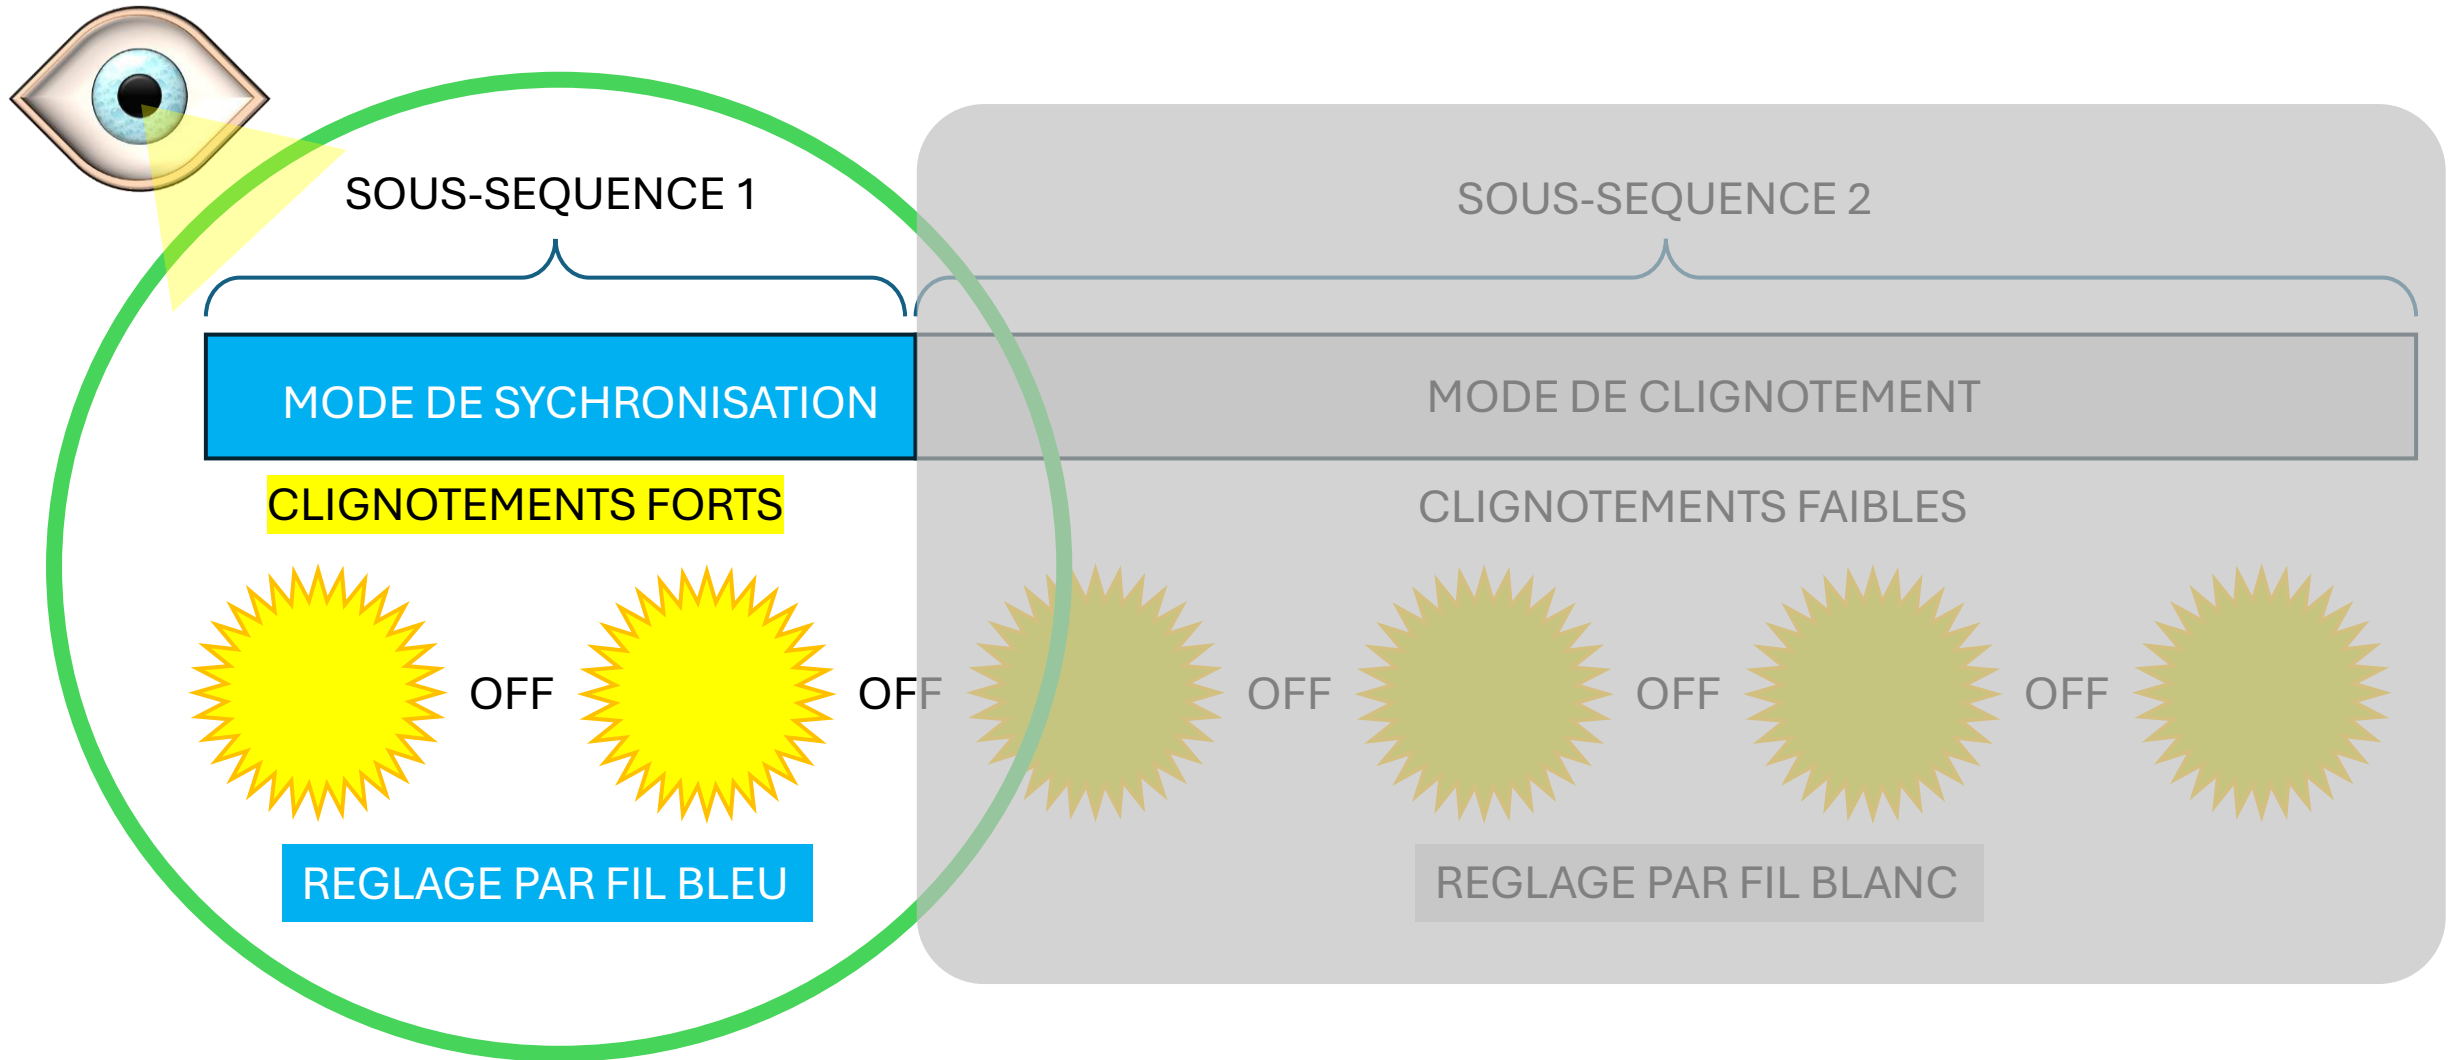 SOUS-SEQUENCE 1
SOUS-SEQUENCE 2
MODE DE SYCHRONISATION
MODE DE CLIGNOTEMENT
CLIGNOTEMENTS FORTS
CLIGNOTEMENTS FAIBLES
OFF
OFF
OFF
OFF
OFF
REGLAGE PAR FIL BLEU
REGLAGE PAR FIL BLANC